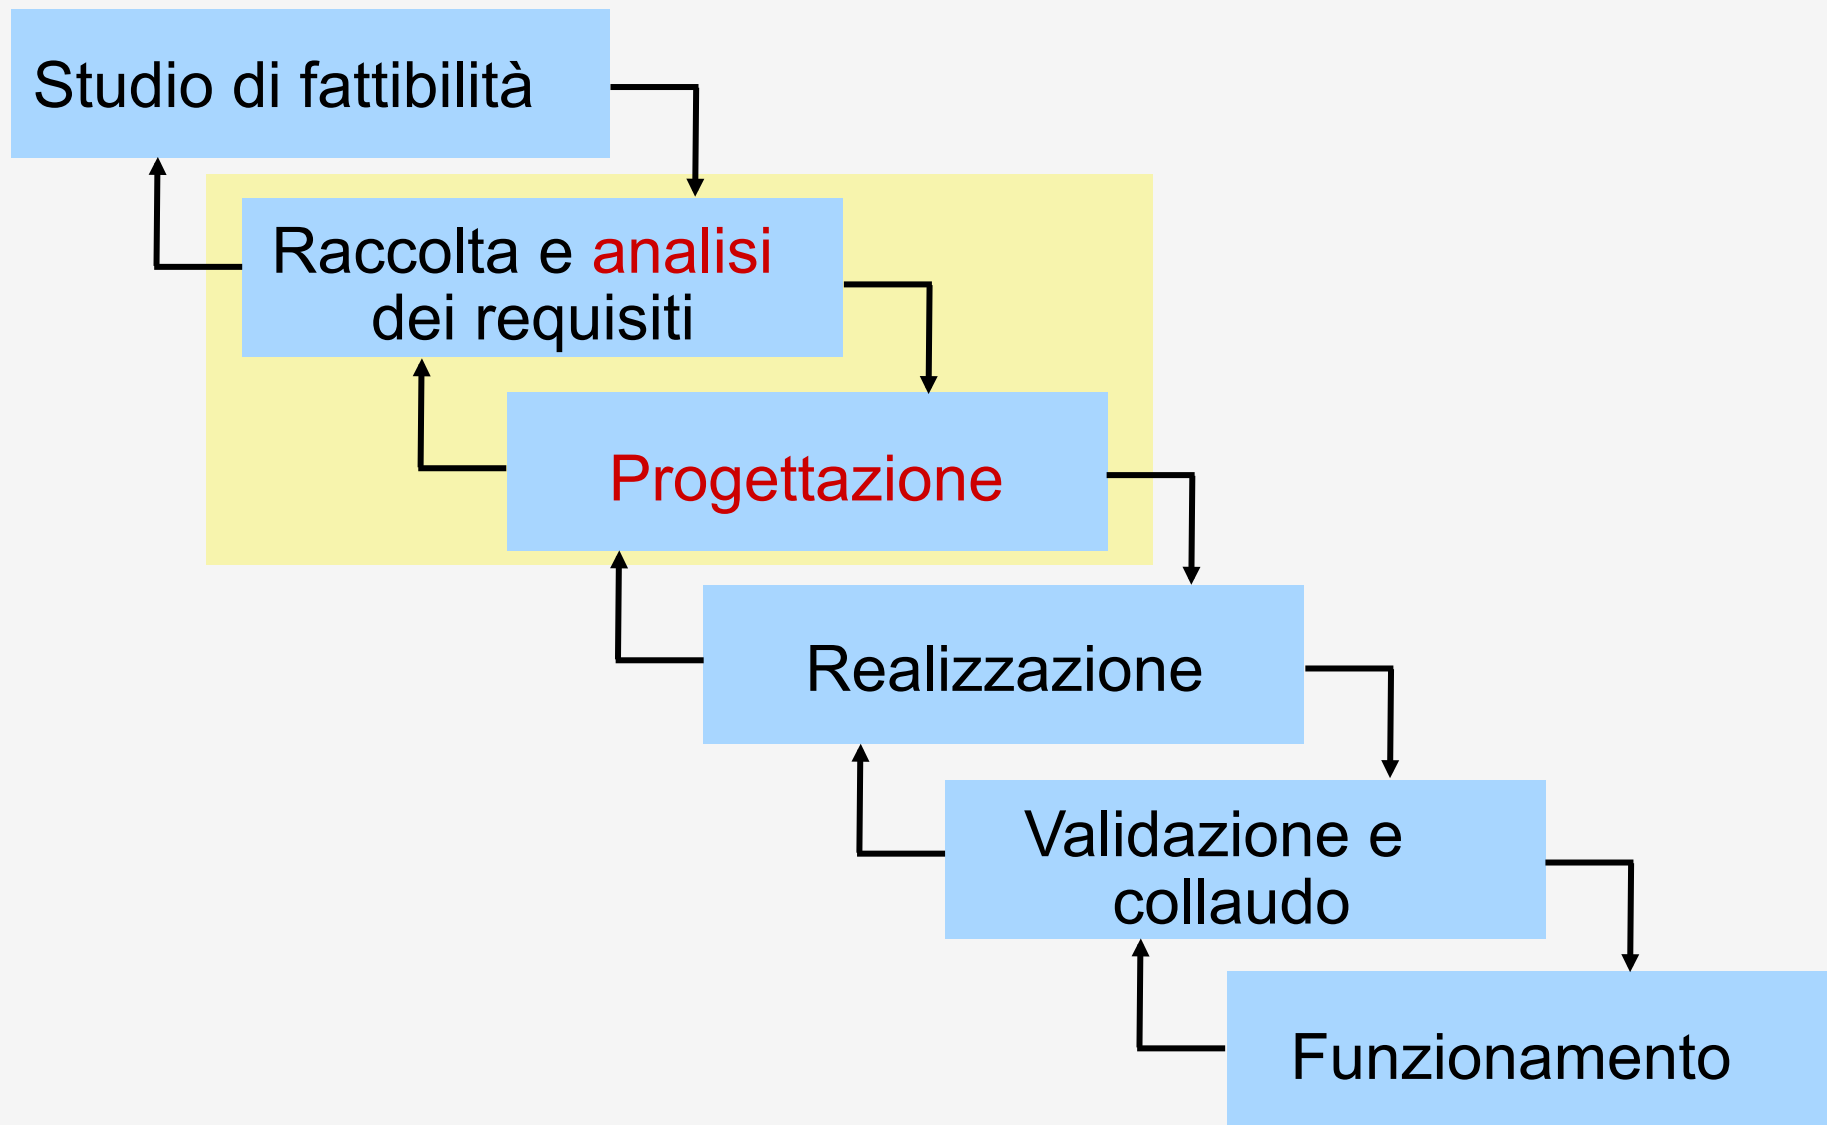 Studio di fattibilità
Raccolta e analisi
dei requisiti
Progettazione
Realizzazione
Validazione e
collaudo
Funzionamento